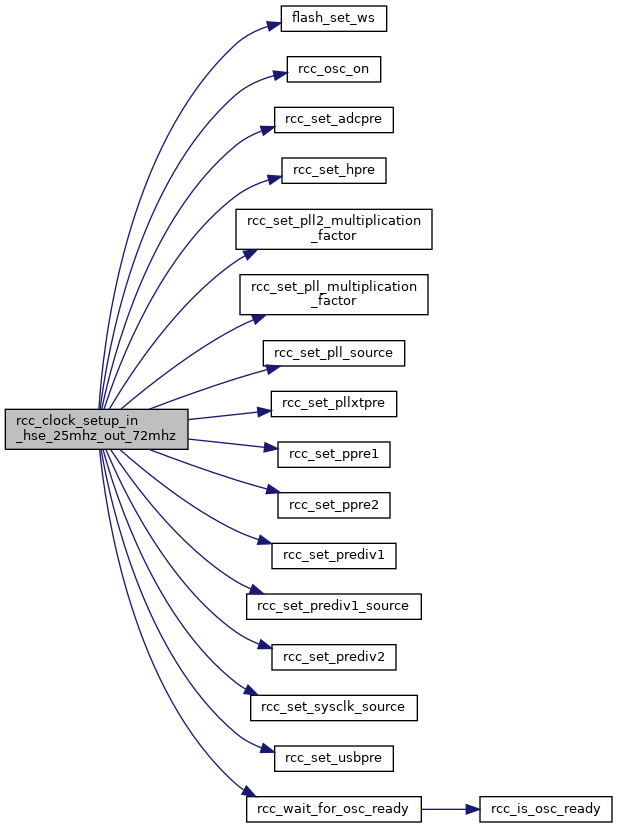 flash_set_ws
rcc_osc_on
rcc_set_adcpre
rcc_set_hpre
rcc_set_pll2_multiplication
_factor
rcc_set_pll_multiplication
_factor
rcc_set_pll_source
rcc_set_pllxtpre
rcc_clock_setup_in
_hse_25mhz_out_72mhz
rcc_set_ppre1
rcc_set_ppre2
rcc_set_prediv1
rcc_set_prediv1_source
rcc_set_prediv2
rcc_set_sysclk_source
rcc_set_usbpre
rcc_wait_for_osc_ready
rcc_is_osc_ready